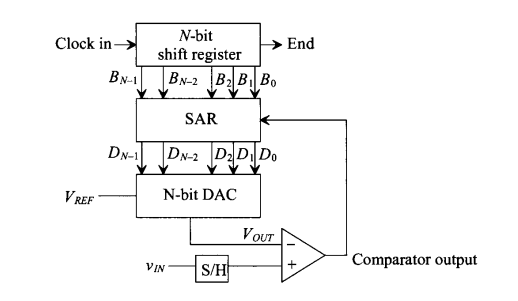 Clock in
N-bit
shift register
End
B_{N-1} B_{N-2} B_2 B_1 B_0
SAR
D_{N-1} D_{N-2} D_2 D_1 D_0
V_{REF}
N-bit DAC
V_{OUT}
−
+
v_{IN}
S/H
Comparator output